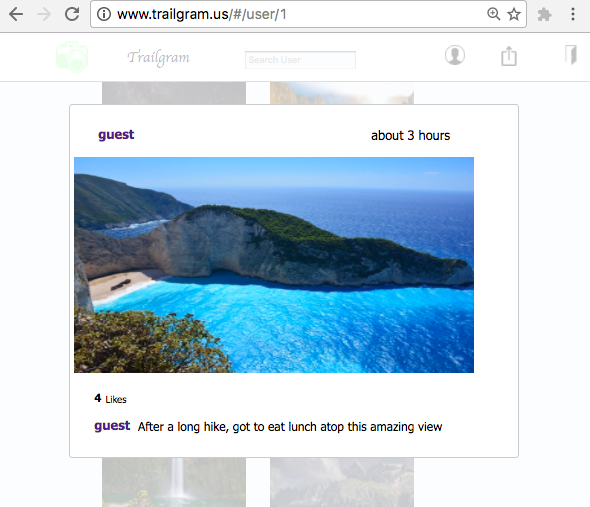 www.trailgram.us/#/user/1
Trailgram
Search User
guest
about 3 hours
4 Likes
guest After a long hike, got to eat lunch atop this amazing view